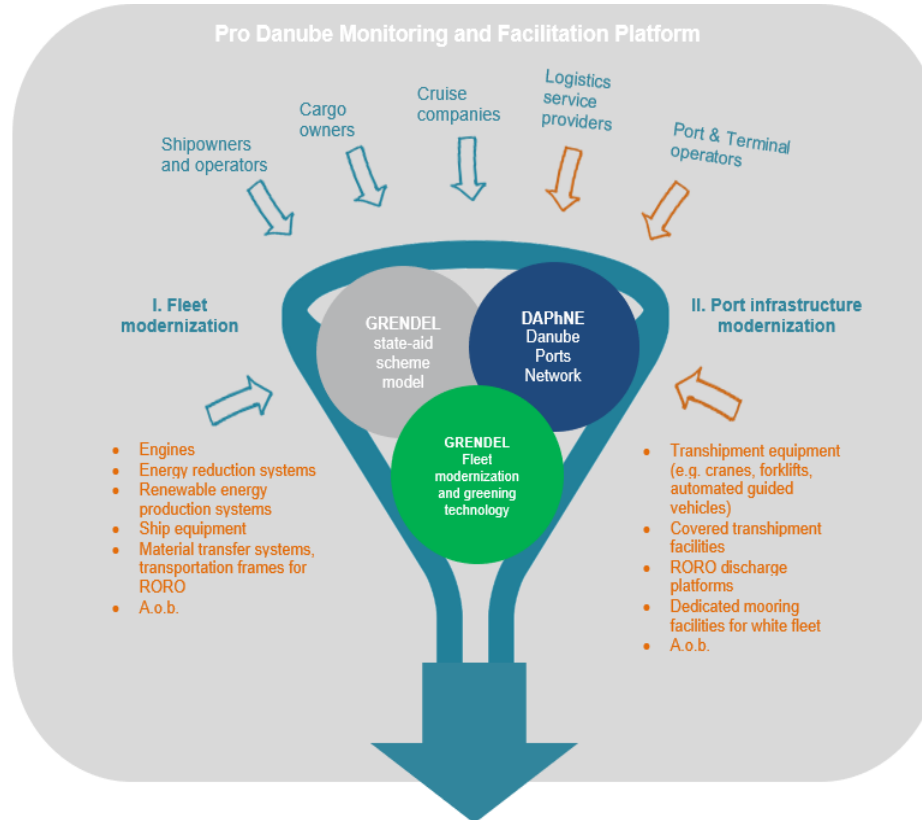 Pro Danube Monitoring and Facilitation Platform
Shipowners
and operators
Cargo
owners
Cruise
companies
Logistics
service
providers
Port & Terminal
operators
I. Fleet
modernization
GRENDEL
state-aid
scheme
model
DAPhNE
Danube
Ports
Network
GRENDEL
Fleet
modernization
and greening
technology
II. Port infrastructure
modernization
• Engines
• Energy reduction systems
• Renewable energy
production systems
• Ship equipment
• Material transfer systems,
transportation frames for
RORO
• A.o.b.
• Transhipment equipment
(e.g. cranes, forklifts,
automated guided
vehicles)
• Covered transhipment
facilities
• RORO discharge
platforms
• Dedicated mooring
facilities for white fleet
• A.o.b.